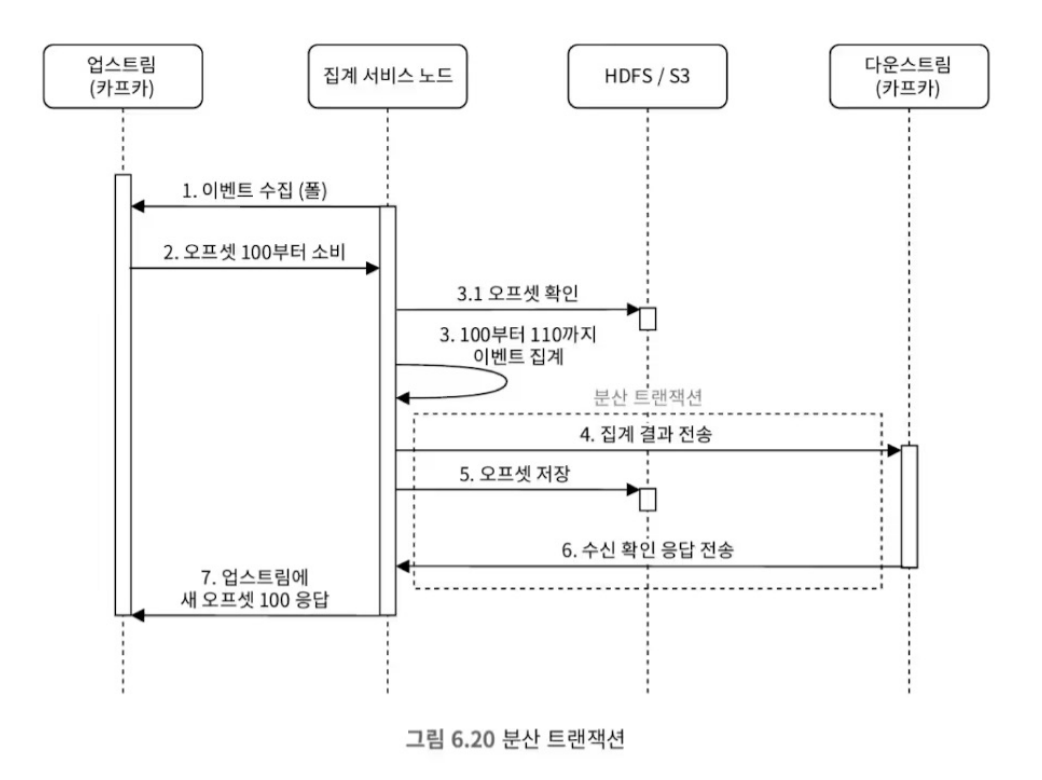 업스트림
(카프카)
집계 서비스 노드
HDFS / S3
다운스트림
(카프카)
1. 이벤트 수집 (폴)
2. 오프셋 100부터 소비
3.1 오프셋 확인
3. 100부터 110까지
이벤트 집계
분산 트랜잭션
4. 집계 결과 전송
5. 오프셋 저장
6. 수신 확인 응답 전송
7. 업스트림에
새 오프셋 100 응답
그림 6.20 분산 트랜잭션